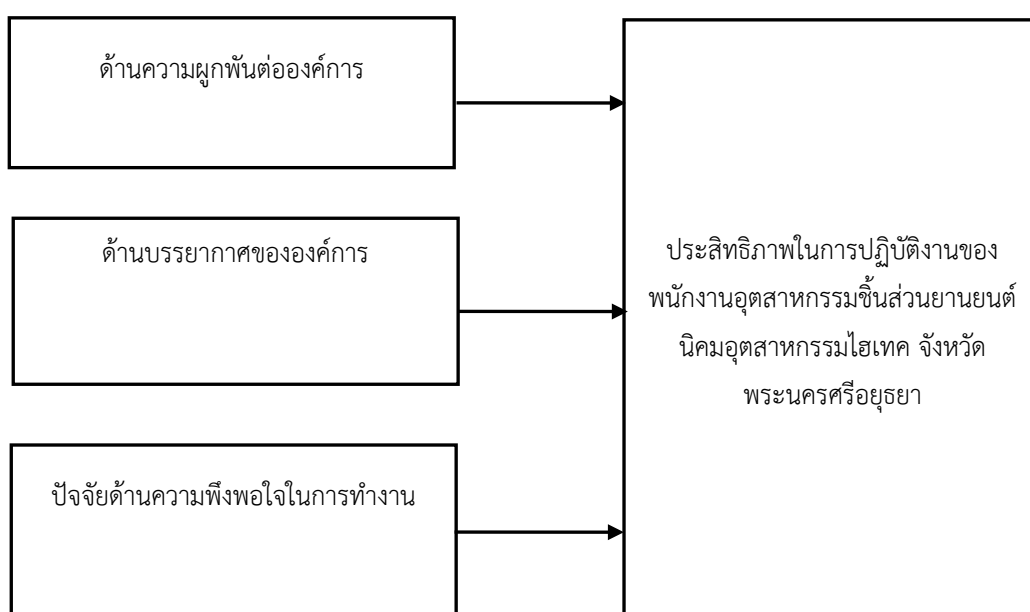 ด้านความผูกพันต่อองค์การ
ด้านบรรยากาศขององค์การ
ปัจจัยด้านความพึงพอใจในการทำงาน
ประสิทธิภาพในการปฏิบัติงานของ
พนักงานอุตสาหกรรมชิ้นส่วนยานยนต์
นิคมอุตสาหกรรมไฮเทค จังหวัด
พระนครศรีอยุธยา